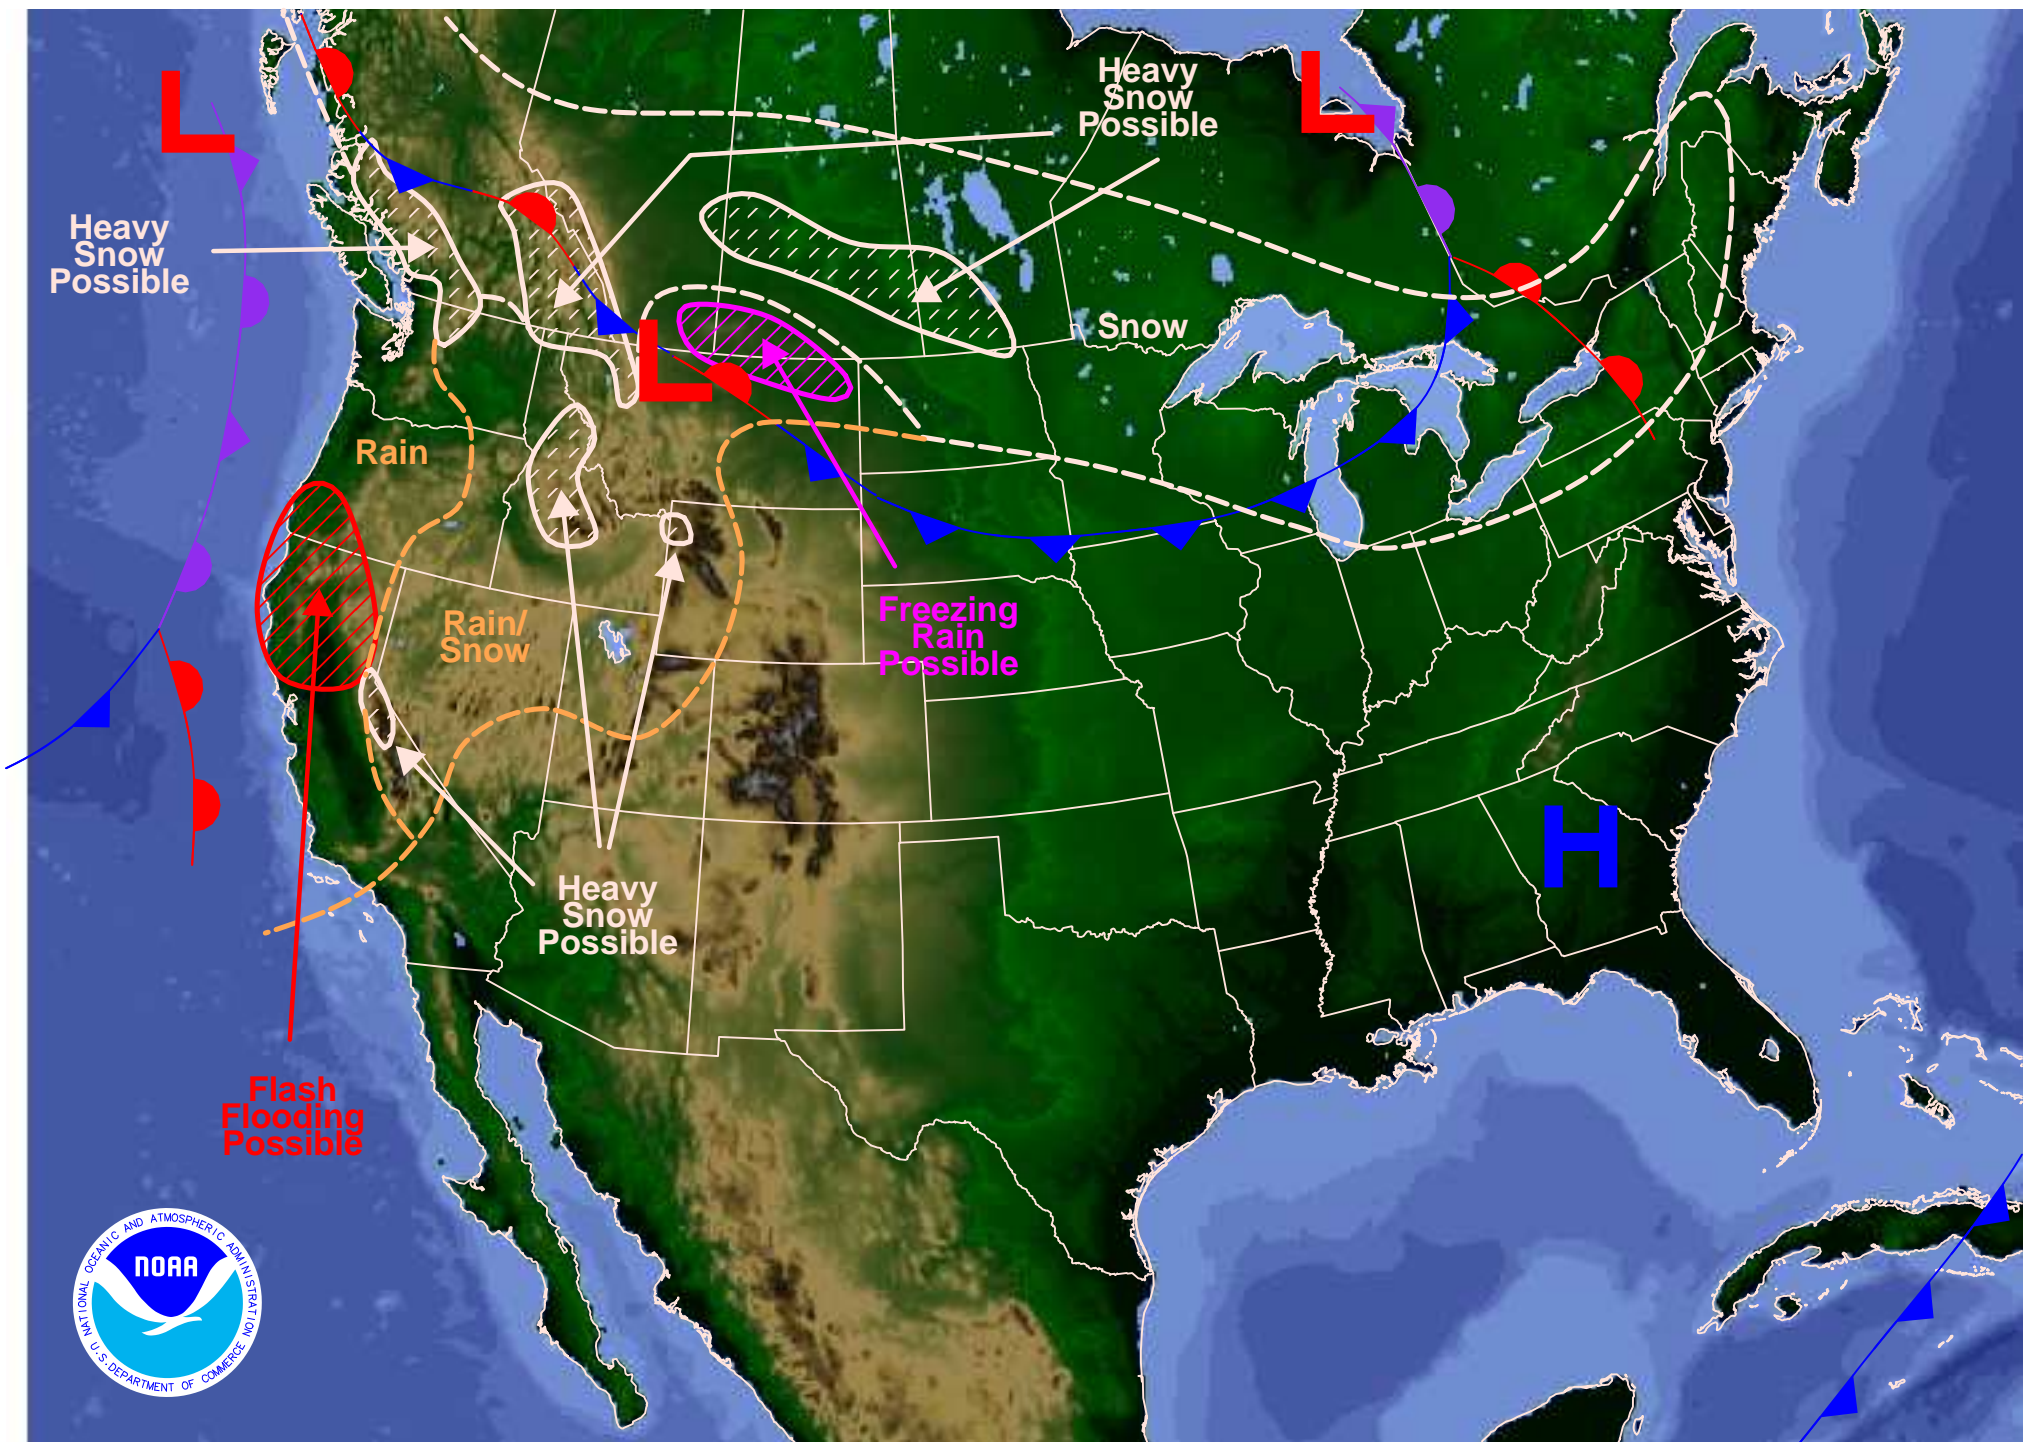 L
Heavy
Snow
Possible
L
Heavy
Snow
Possible
Snow
L
Rain
Rain/
Snow
Freezing
Rain
Possible
H
Heavy
Snow
Possible
Flash
Flooding
Possible
NATIONAL OCEANIC AND ATMOSPHERIC ADMINISTRATION
NOAA
U.S. DEPARTMENT OF COMMERCE